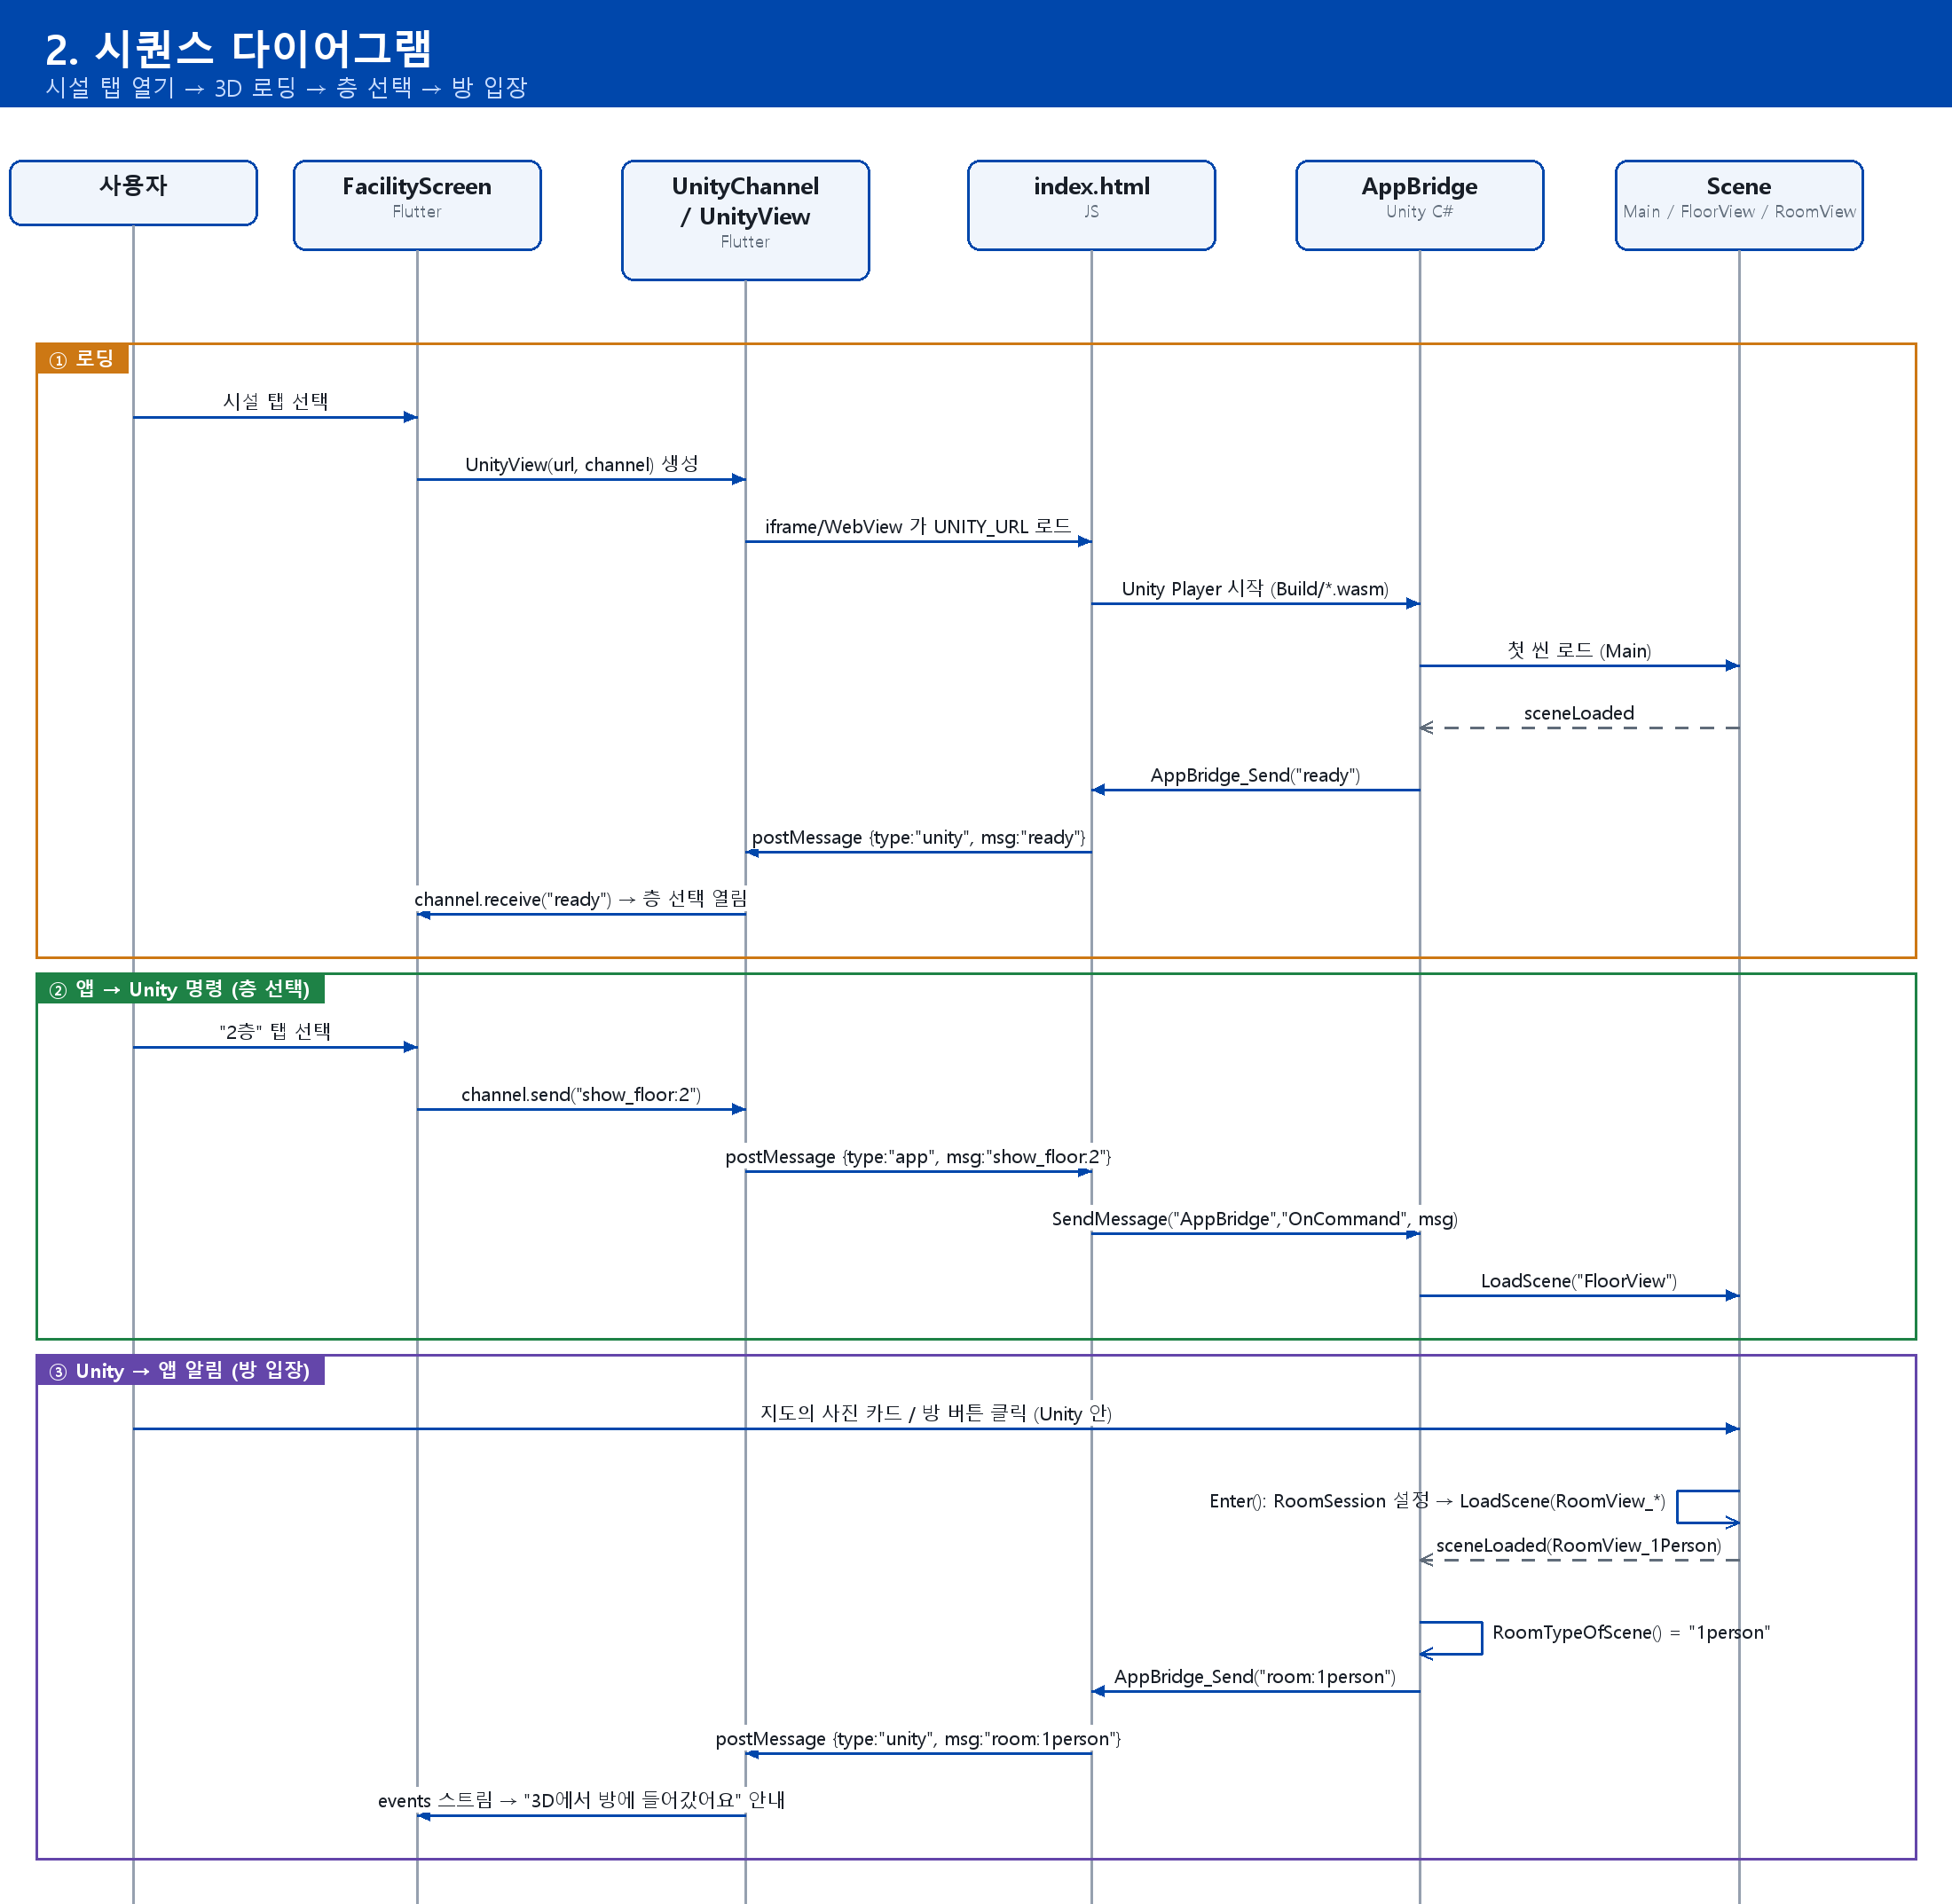 2. 시퀀스 다이어그램
시설 탭 열기 → 3D 로딩 → 층 선택 → 방 입장
사용자
FacilityScreen
Flutter
UnityChannel
/ UnityView
Flutter
index.html
JS
AppBridge
Unity C#
Scene
Main / FloorView / RoomView
① 로딩
시설 탭 선택
UnityView(url, channel) 생성
iframe/WebView 가 UNITY_URL 로드
Unity Player 시작 (Build/*.wasm)
첫 씬 로드 (Main)
sceneLoaded
AppBridge_Send("ready")
postMessage {type:"unity", msg:"ready"}
channel.receive("ready") → 층 선택 열림
② 앱 → Unity 명령 (층 선택)
"2층" 탭 선택
channel.send("show_floor:2")
postMessage {type:"app", msg:"show_floor:2"}
SendMessage("AppBridge","OnCommand", msg)
LoadScene("FloorView")
③ Unity → 앱 알림 (방 입장)
지도의 사진 카드 / 방 버튼 클릭 (Unity 안)
Enter(): RoomSession 설정 → LoadScene(RoomView_*)
sceneLoaded(RoomView_1Person)
RoomTypeOfScene() = "1person"
AppBridge_Send("room:1person")
postMessage {type:"unity", msg:"room:1person"}
events 스트림 → "3D에서 방에 들어갔어요" 안내